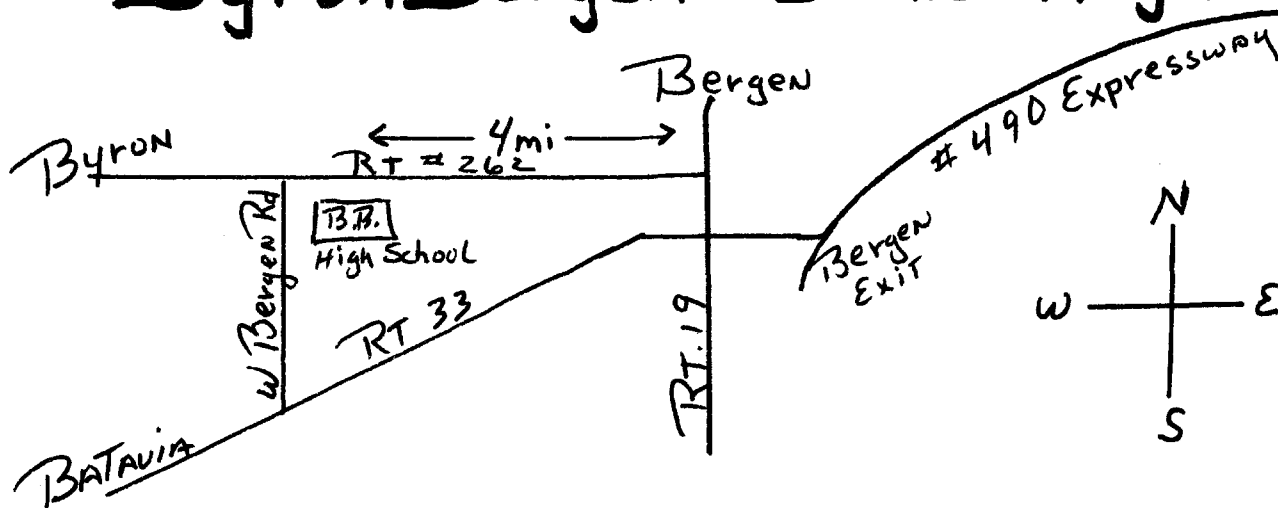 Bergen
Byron
4mi
RT # 262
W Bergen Rd
B.B.
High School
# 490 Expressway
Bergen
Exit
RT 33
RT. 19
Batavia
N
W
E
S